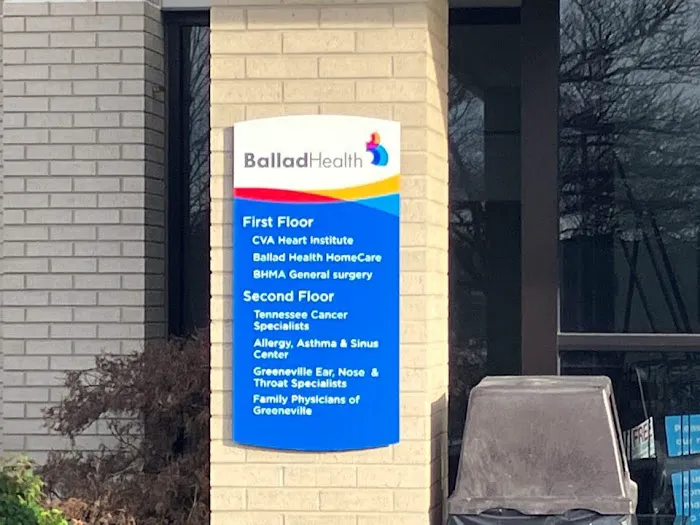 BalladHealth
First Floor
CVA Heart Institute
Ballad Health HomeCare
BHMA General surgery
Second Floor
Tennessee Cancer
Specialists
Allergy, Asthma & Sinus
Center
Greeneville Ear, Nose &
Throat Specialists
Family Physicians of
Greeneville
FREE